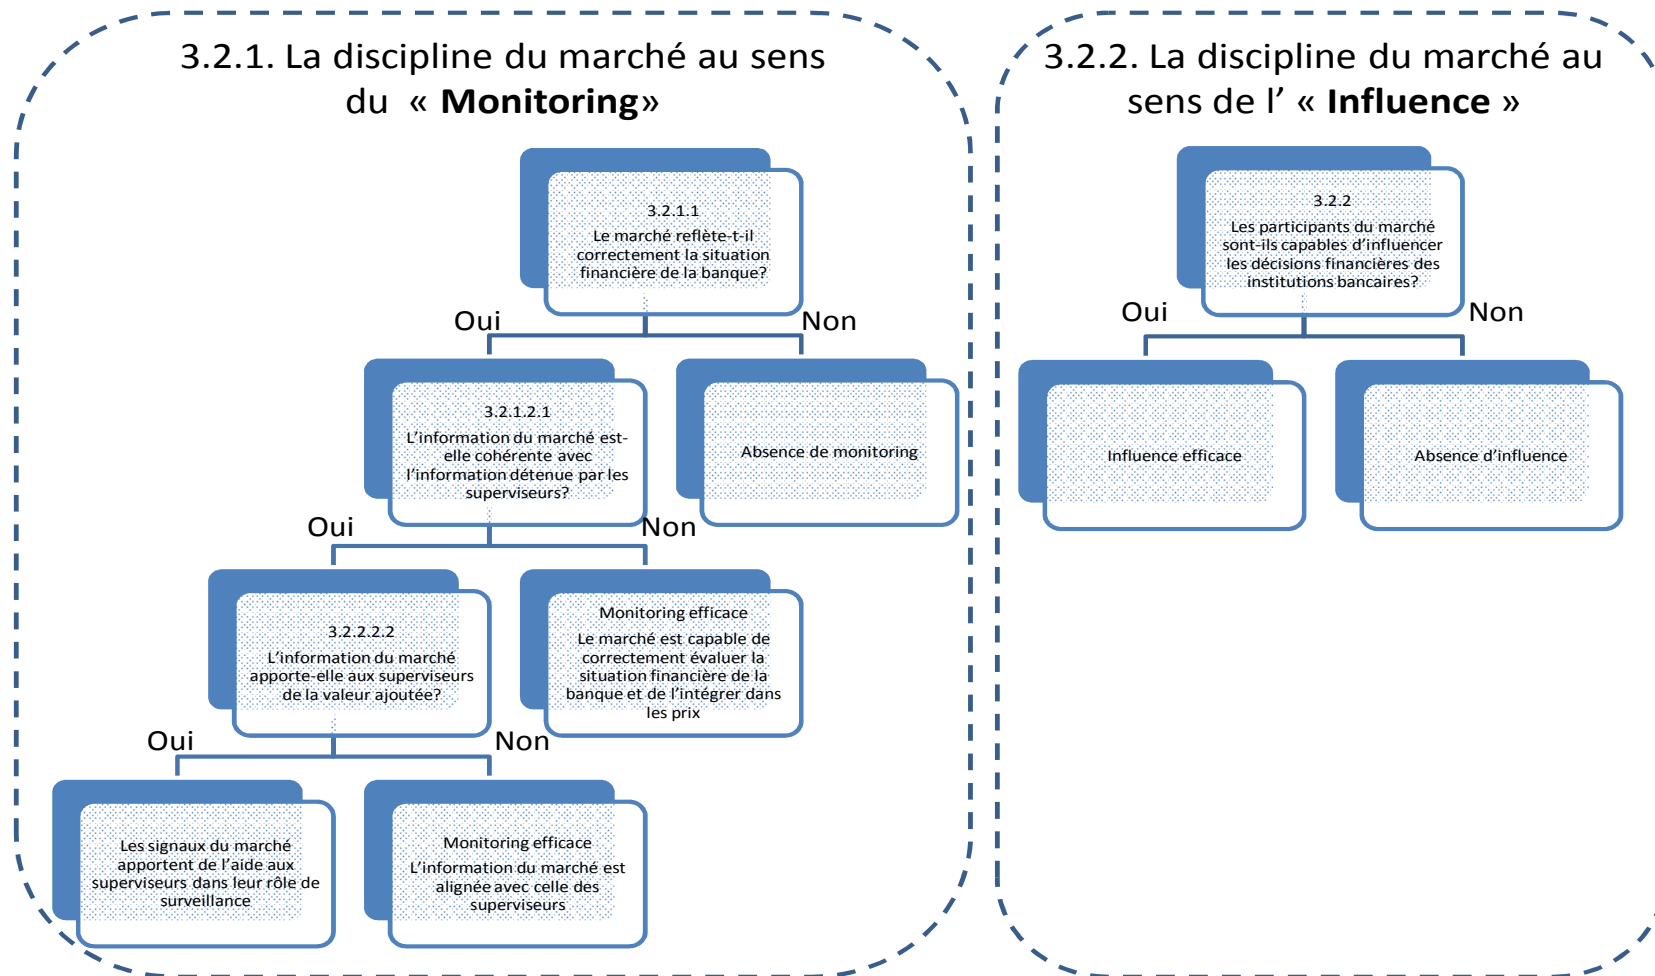 3.2.1. La discipline du marché au sens
du « Monitoring»
3.2.1.1
Le marché reflète-t-il
correctement la situation
financière de la banque?
Oui
Non
3.2.1.2.1
L'information du marché est-
elle cohérente avec
l'information détenue par les
superviseurs?
Absence de monitoring
Oui
Non
3.2.2.2.2
L'information du marché
apporte-elle aux superviseurs
de la valeur ajoutée?
Monitoring efficace
Le marché est capable de
correctement évaluer la
situation financière de la
banque et de l'intégrer dans
les prix
Oui
Non
Les signaux du marché
apportent de l'aide aux
superviseurs dans leur rôle de
surveillance
Monitoring efficace
L'information du marché est
alignée avec celle des
superviseurs
3.2.2. La discipline du marché au
sens de l' « Influence »
3.2.2
Les participants du marché
sont-ils capables d'influencer
les décisions financières des
institutions bancaires?
Oui
Non
Influence efficace
Absence d'influence